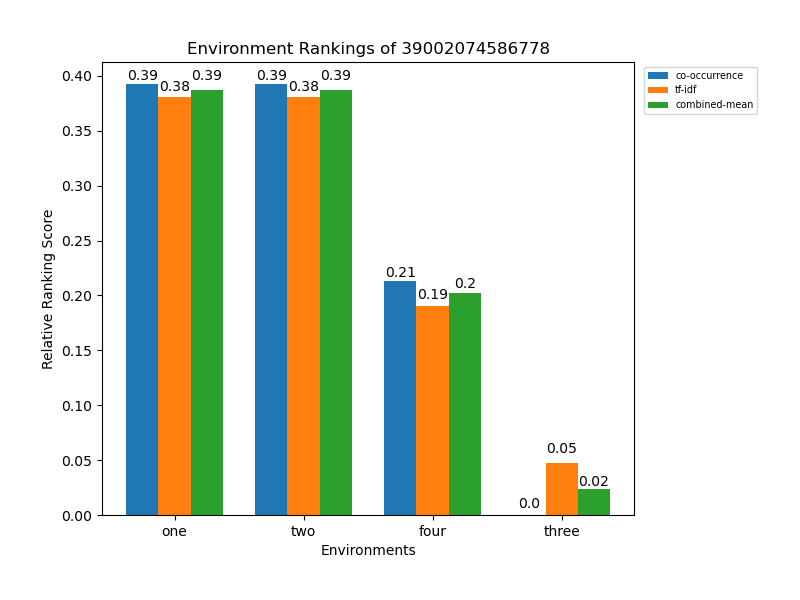 Environment Rankings of 39002074586778
co-occurrence
tf-idf
combined-mean
Relative Ranking Score
0.40
0.35
0.30
0.25
0.20
0.15
0.10
0.05
0.00
0.39 0.38 0.39 0.39 0.38 0.39
0.21 0.19 0.2
0.0 0.05 0.02
one two four three
Environments